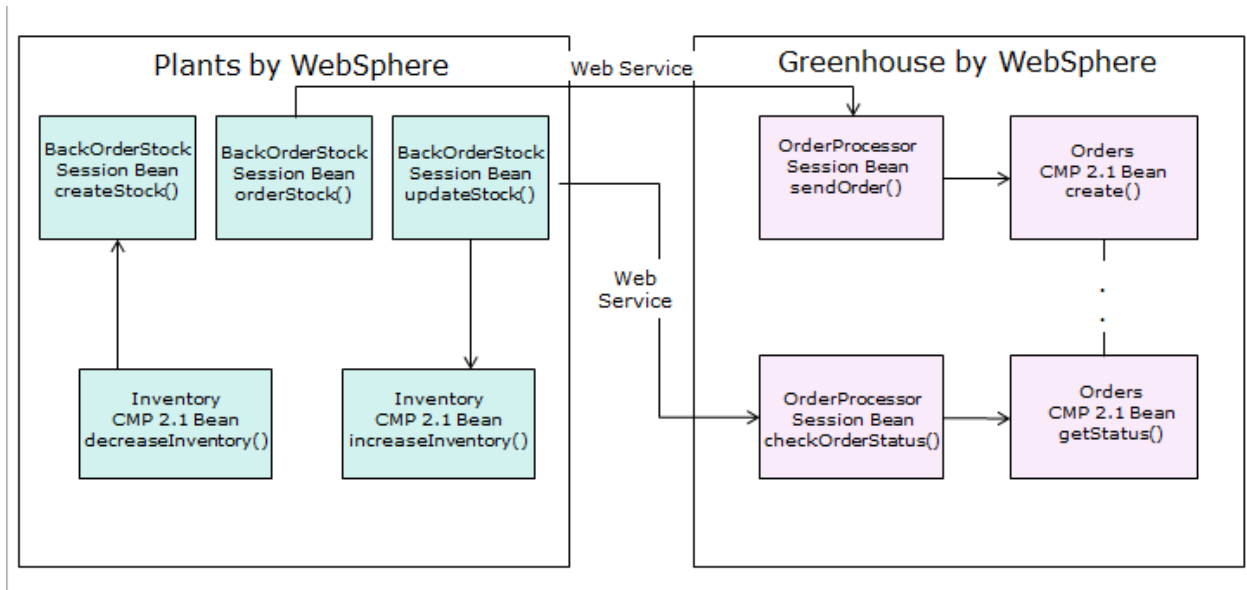 Plants by WebSphere
Web Service
Greenhouse by WebSphere
BackOrderStock
Session Bean
createStock()
BackOrderStock
Session Bean
orderStock()
BackOrderStock
Session Bean
updateStock()
OrderProcessor
Session Bean
sendOrder()
Orders
CMP 2.1 Bean
create()
Web
Service
Inventory
CMP 2.1 Bean
decreaseInventory()
Inventory
CMP 2.1 Bean
increaseInventory()
OrderProcessor
Session Bean
checkOrderStatus()
Orders
CMP 2.1 Bean
getStatus()